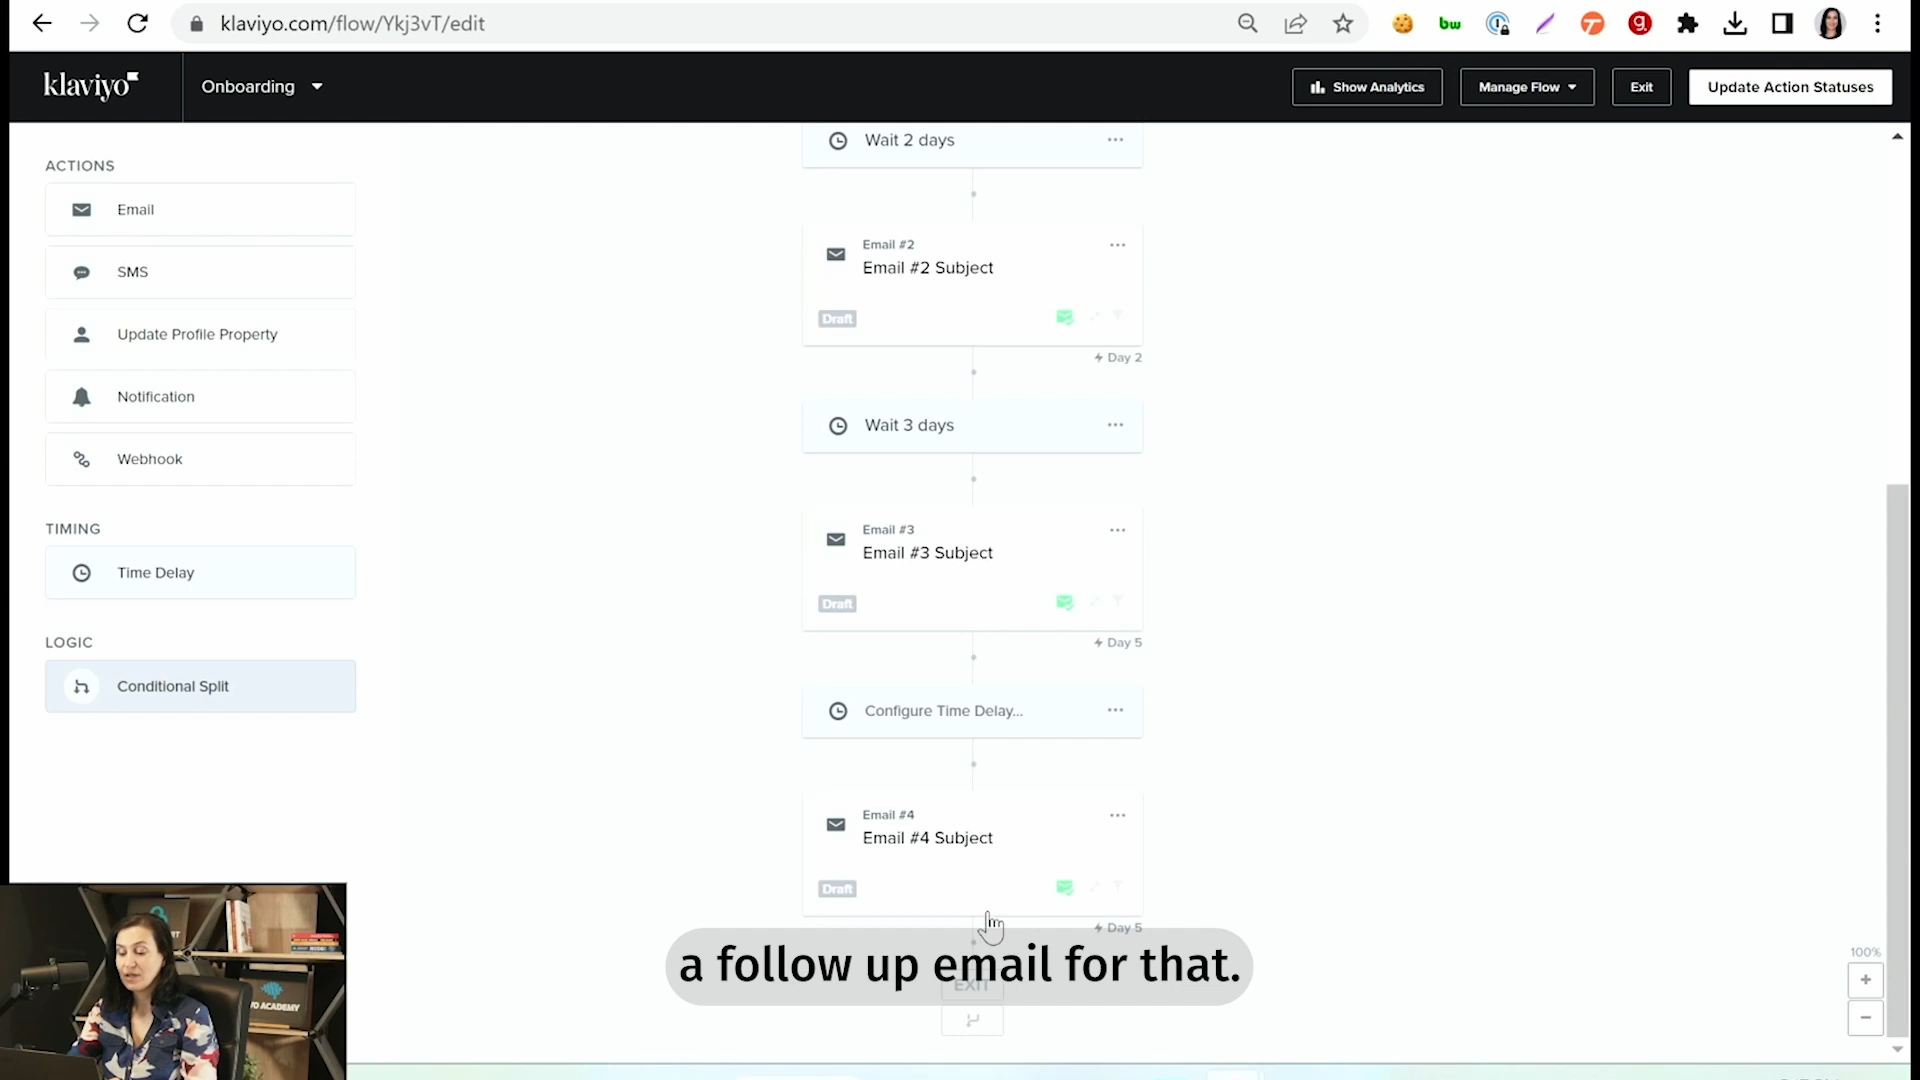 klaviyo.com/flow/Ykj3vT/edit
bw
g
klaviyo
Onboarding
Show Analytics
Manage Flow
Exit
Update Action Statuses
ACTIONS
Email
SMS
Update Profile Property
Notification
Webhook
TIMING
Time Delay
LOGIC
Conditional Split
Wait 2 days
Email #2
Email #2 Subject
Draft
Day 2
Wait 3 days
Email #3
Email #3 Subject
Draft
Day 5
Configure Time Delay...
Email #4
Email #4 Subject
Draft
Day 5
a follow up email for that.
EXIT
100%
ACADEMY